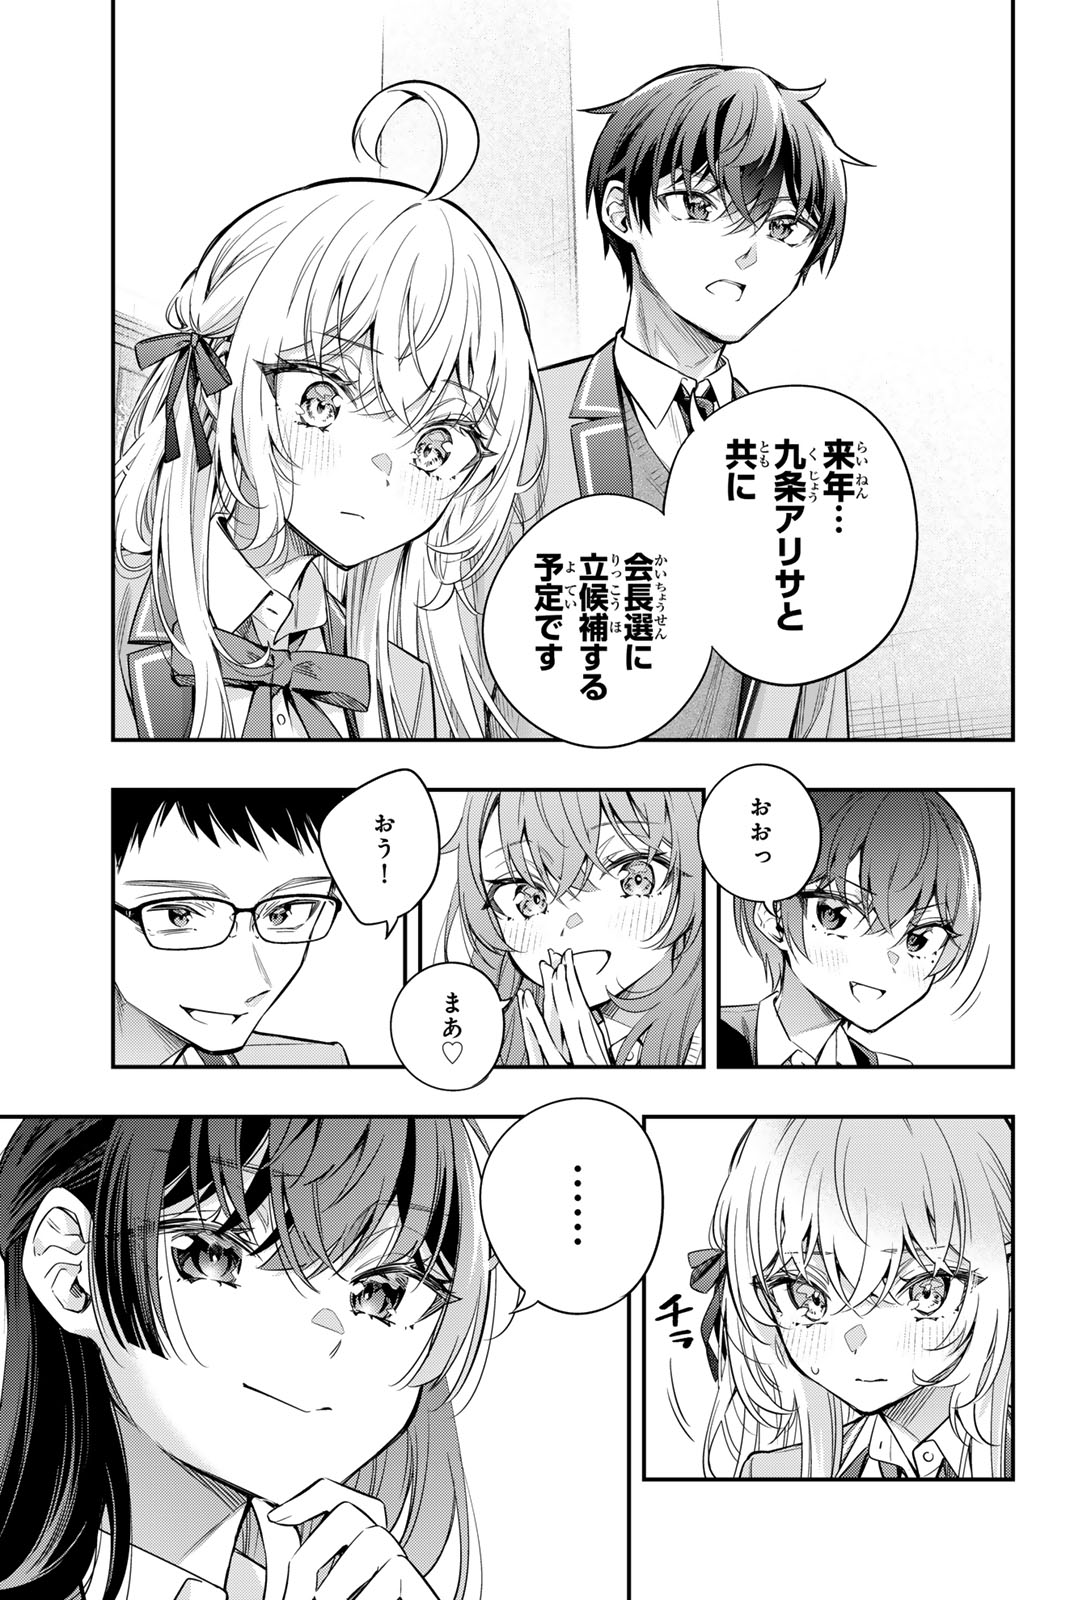 来年…
九条アリサと
共に
会長選に
立候補する
予定です
おおっ
まあ♡
おう！
チラ
……